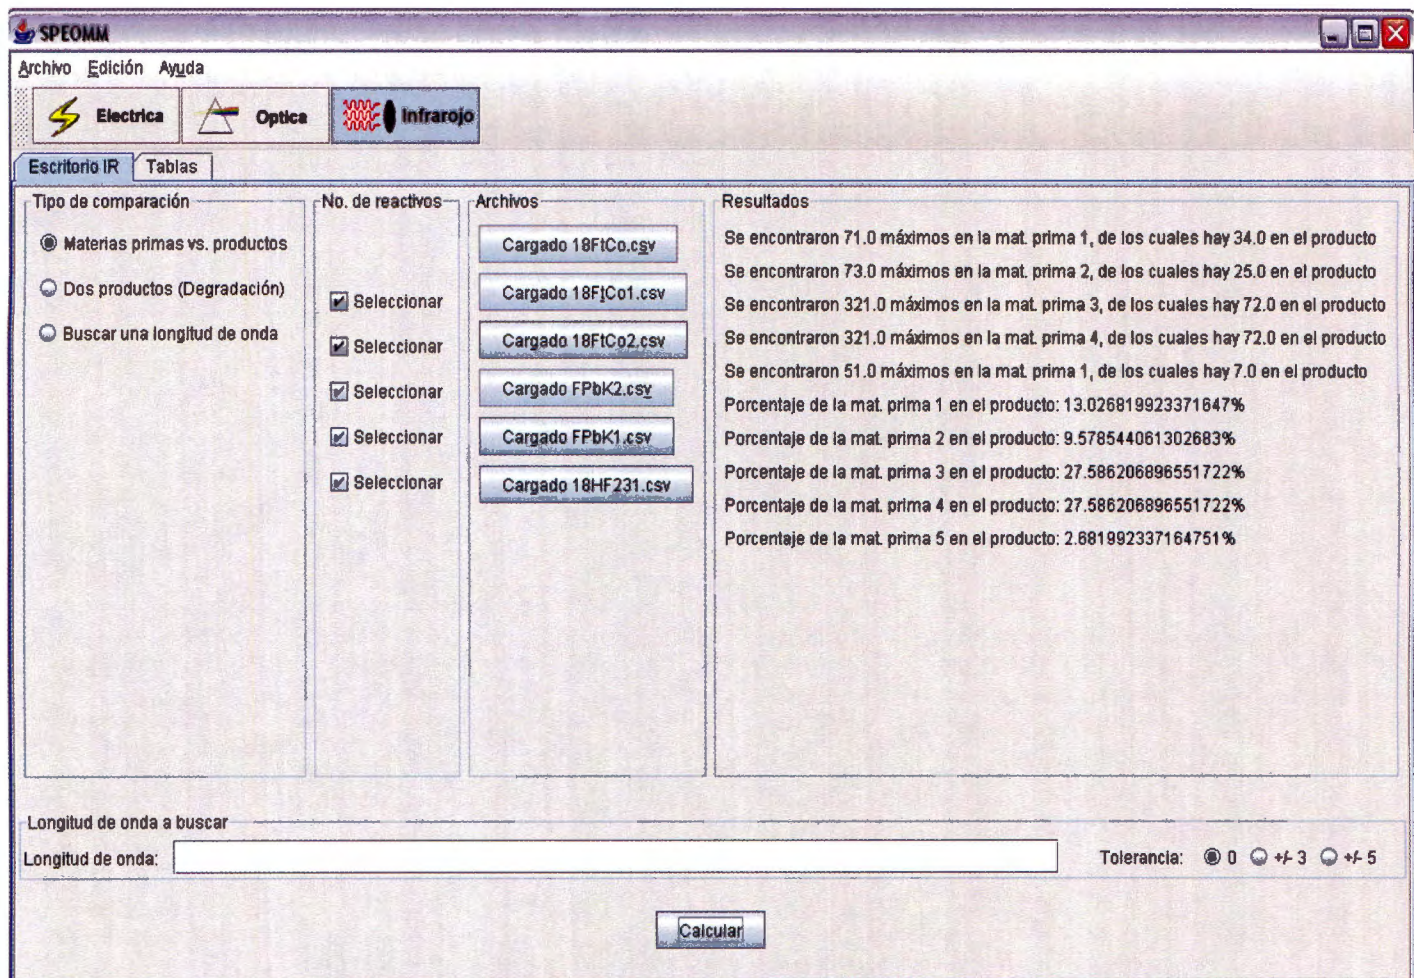 SPEOMM
Archivo Edición Ayuda
Electrica Optica Infrarojo
Escritorio IR Tablas
Tipo de comparación
Materias primas vs. productos
Dos productos (Degradación)
Buscar una longitud de onda
No. de reactivos
Seleccionar
Seleccionar
Seleccionar
Seleccionar
Seleccionar
Archivos
Cargado 18FtCo.csv
Cargado 18FtCo1.csv
Cargado 18FtCo2.csv
Cargado FPbK2.csv
Cargado FPbK1.csv
Cargado 18HF231.csv
Resultados
Se encontraron 71.0 máximos en la mat. prima 1, de los cuales hay 34.0 en el producto
Se encontraron 73.0 máximos en la mat. prima 2, de los cuales hay 25.0 en el producto
Se encontraron 321.0 máximos en la mat. prima 3, de los cuales hay 72.0 en el producto
Se encontraron 321.0 máximos en la mat. prima 4, de los cuales hay 72.0 en el producto
Se encontraron 51.0 máximos en la mat. prima 1, de los cuales hay 7.0 en el producto
Porcentaje de la mat. prima 1 en el producto: 13.026819923371647%
Porcentaje de la mat. prima 2 en el producto: 9.578544061302683%
Porcentaje de la mat. prima 3 en el producto: 27.586206896551722%
Porcentaje de la mat. prima 4 en el producto: 27.586206896551722%
Porcentaje de la mat. prima 5 en el producto: 2.681992337164751%
Longitud de onda a buscar
Longitud de onda: Tolerancia: 0 +/- 3 +/- 5
Calcular